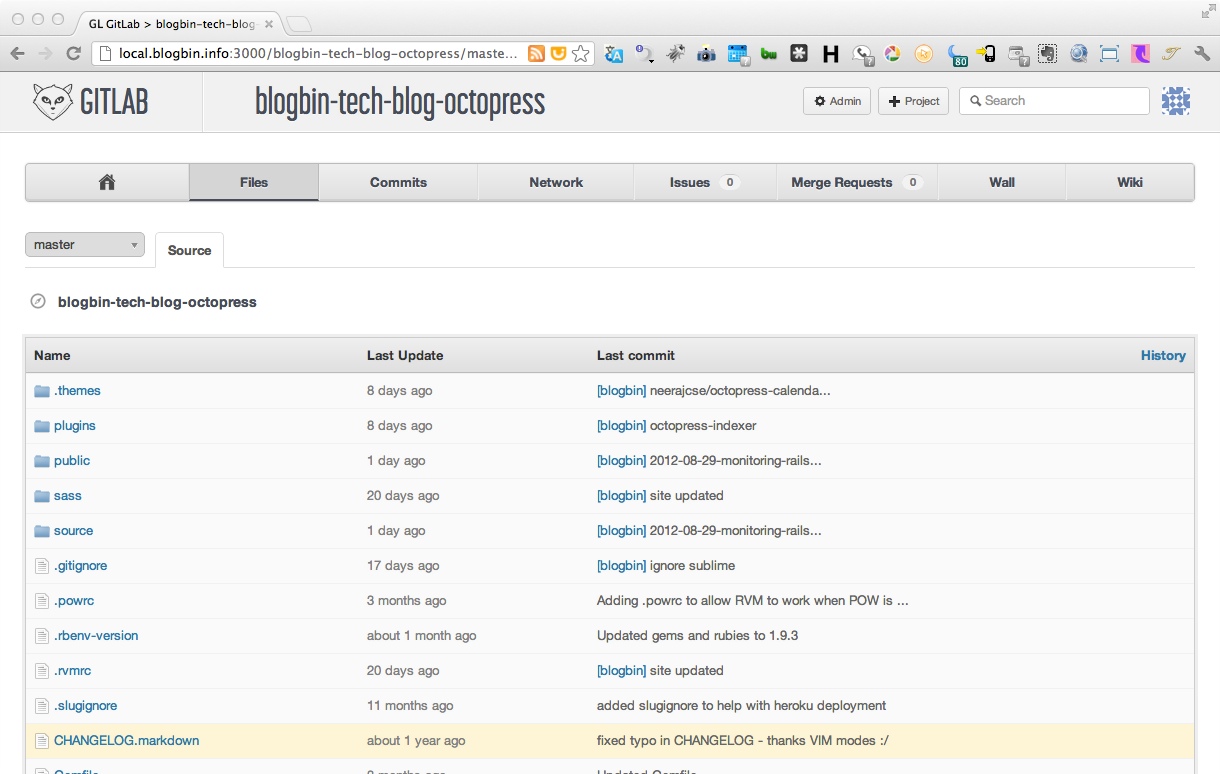 GL GitLab > blogbin-tech-blog-
local.blogbin.info:3000/blogbin-tech-blog-octopress/master...
80
GITLAB
blogbin-tech-blog-octopress
Admin
Project
Search
Files
Commits
Network
Issues 0
Merge Requests 0
Wall
Wiki
master
Source
blogbin-tech-blog-octopress
Name Last Update Last commit History
.themes 8 days ago [blogbin] neerajcse/octopress-calenda...
plugins 8 days ago [blogbin] octopress-indexer
public 1 day ago [blogbin] 2012-08-29-monitoring-rails...
sass 20 days ago [blogbin] site updated
source 1 day ago [blogbin] 2012-08-29-monitoring-rails...
.gitignore 17 days ago [blogbin] ignore sublime
.powrc 3 months ago Adding .powrc to allow RVM to work when POW is ...
.rbenv-version about 1 month ago Updated gems and rubies to 1.9.3
.rvmrc 20 days ago [blogbin] site updated
.slugignore 11 months ago added slugignore to help with heroku deployment
CHANGELOG.markdown about 1 year ago fixed typo in CHANGELOG - thanks VIM modes :/